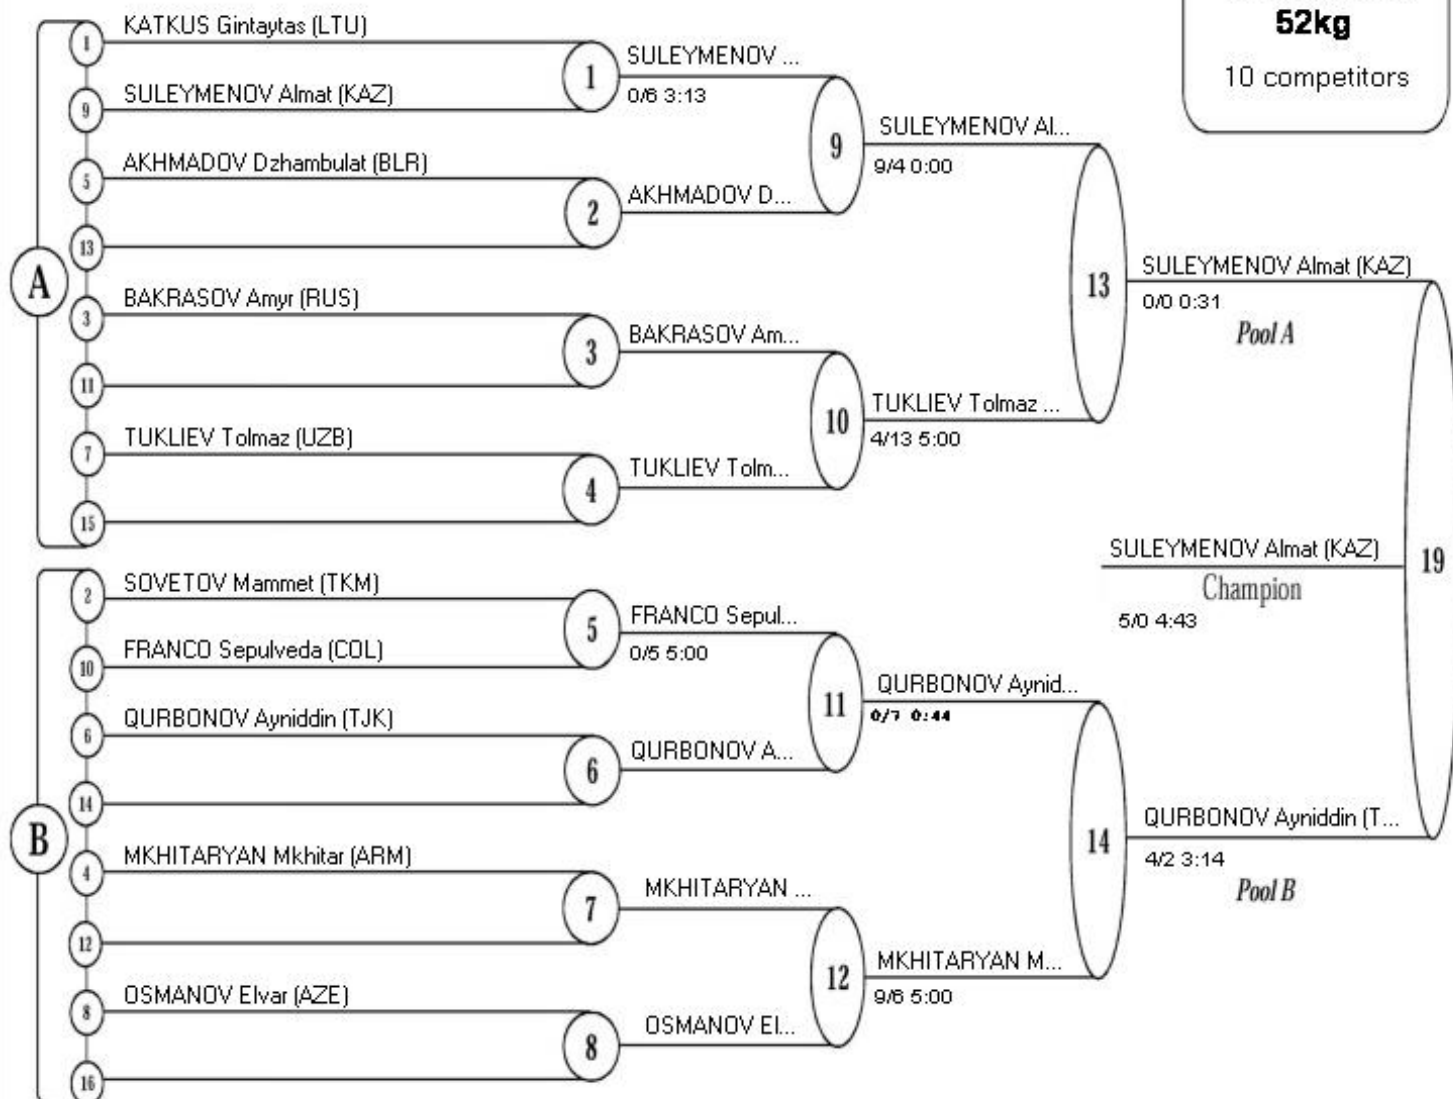 52kg
10 competitors
A
1
KATKUS Gintaytas (LTU)
9
SULEYMENOV Almat (KAZ)
1
SULEYMENOV ...
0/6 3:13
5
AKHMADOV Dzhambulat (BLR)
13
2
AKHMADOV D...
9
SULEYMENOV Al...
9/4 0:00
3
BAKRASOV Amyr (RUS)
11
3
BAKRASOV Am...
7
TUKLIEV Tolmaz (UZB)
15
4
TUKLIEV Tolm...
10
TUKLIEV Tolmaz ...
4/13 5:00
13
SULEYMENOV Almat (KAZ)
0/0 0:31
Pool A
B
2
SOVETOV Mammet (TKM)
10
FRANCO Sepulveda (COL)
5
FRANCO Sepul...
0/5 5:00
6
QURBONOV Ayniddin (TJK)
14
6
QURBONOV A...
11
QURBONOV Aynid...
0/7 0:44
4
MKHITARYAN Mkhitar (ARM)
12
7
MKHITARYAN ...
8
OSMANOV Elvar (AZE)
16
8
OSMANOV El...
12
MKHITARYAN M...
9/6 5:00
14
QURBONOV Ayniddin (T...
4/2 3:14
Pool B
19
SULEYMENOV Almat (KAZ)
Champion
5/0 4:43